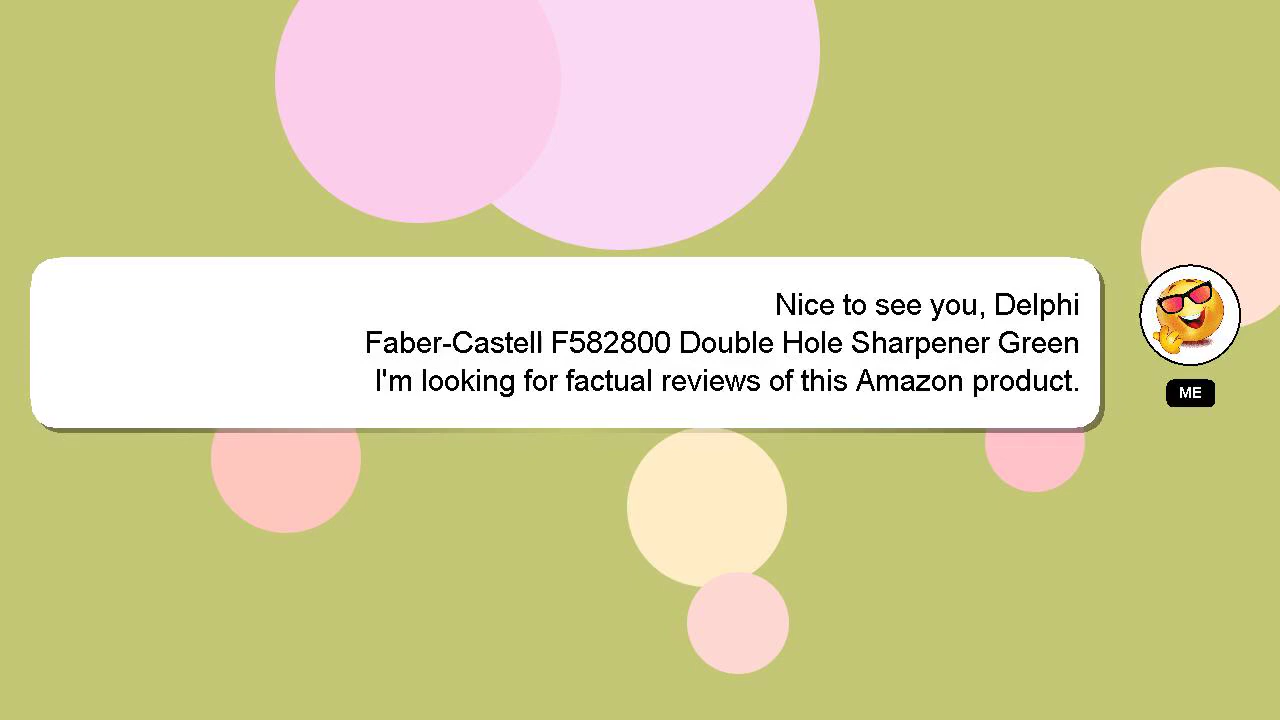 Nice to see you, Delphi
Faber-Castell F582800 Double Hole Sharpener Green
I'm looking for factual reviews of this Amazon product.
ME